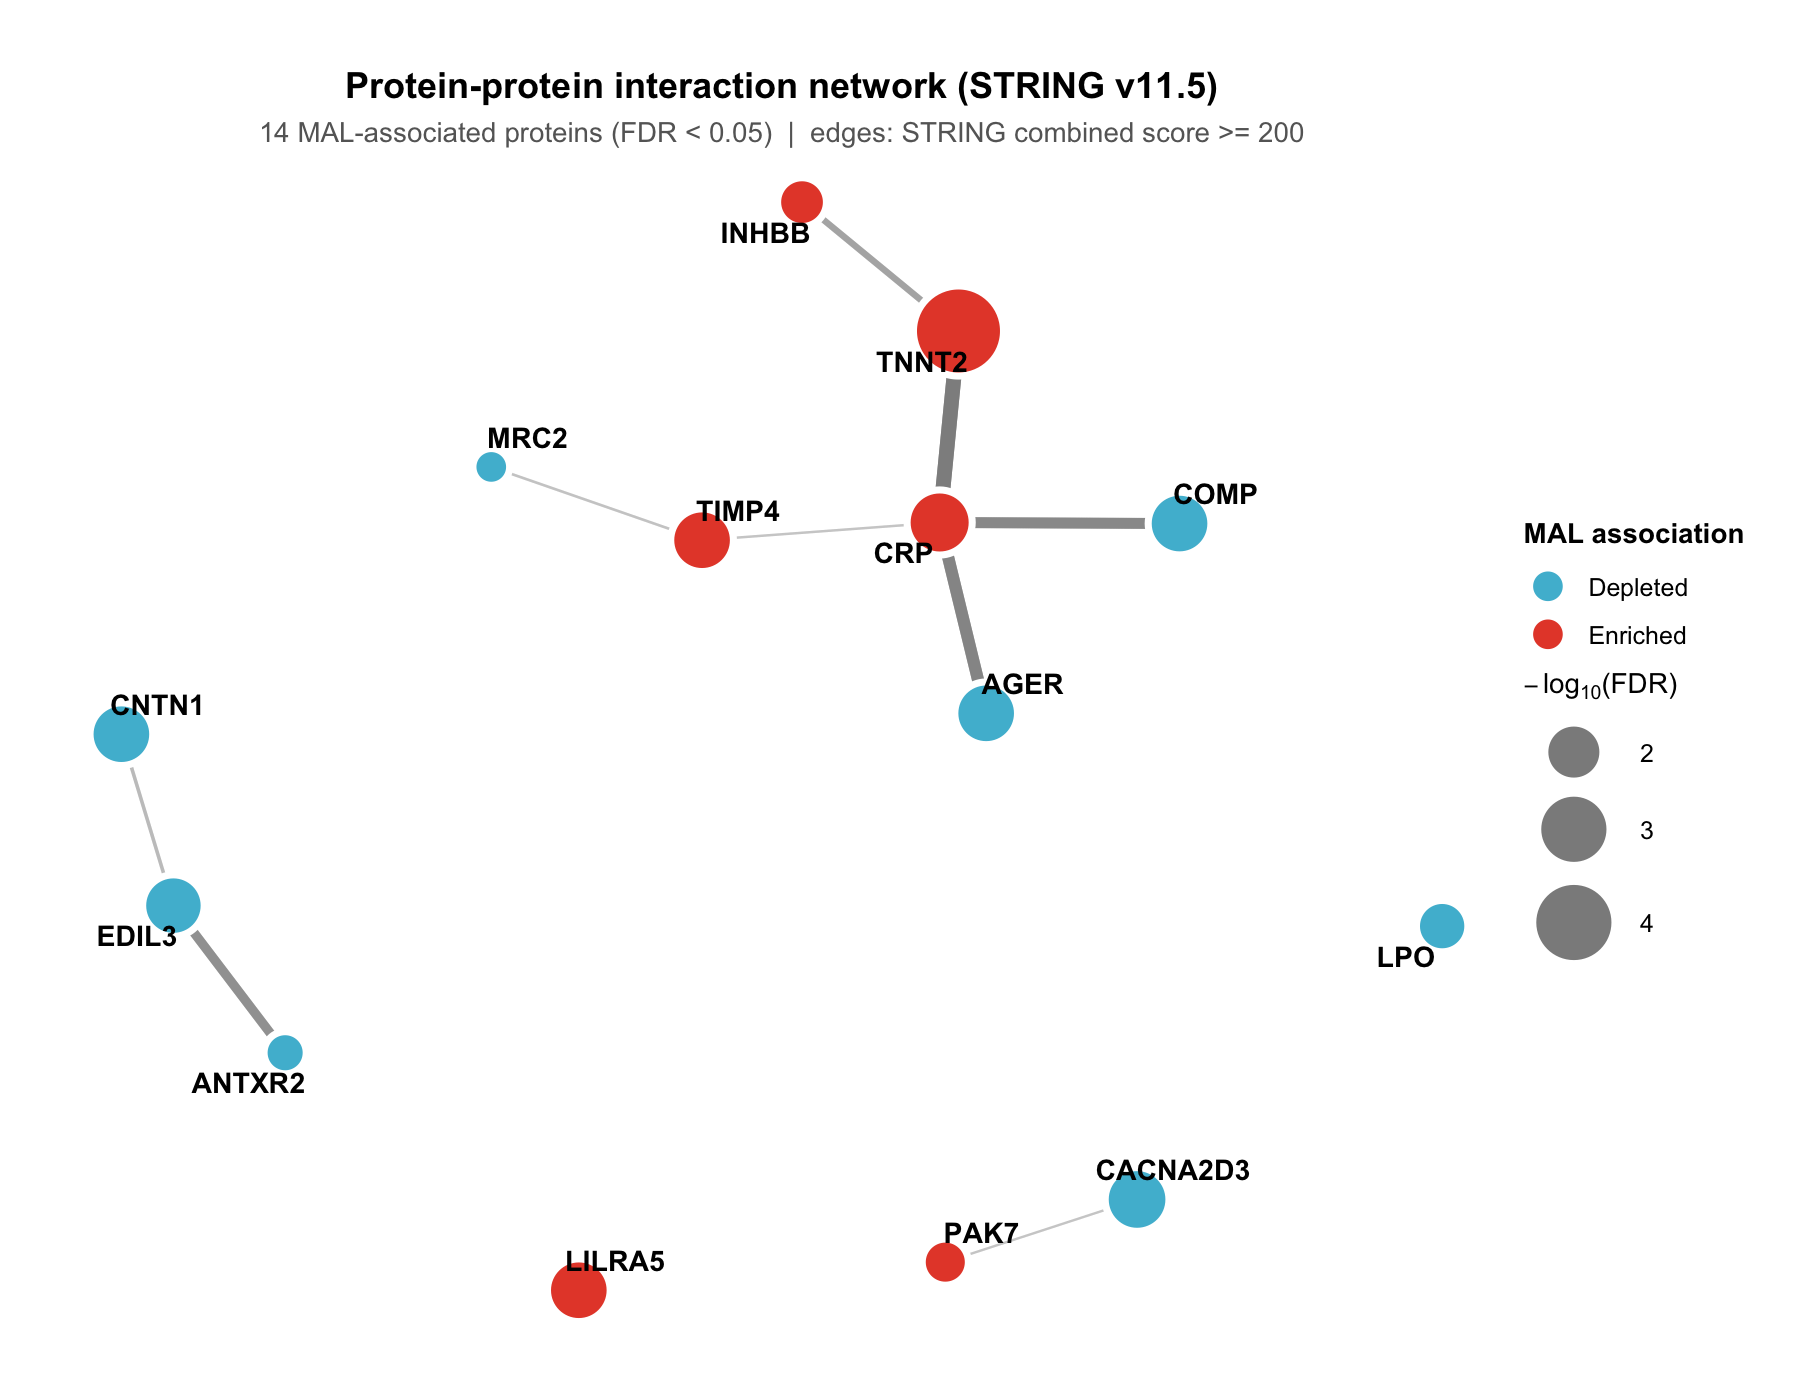 Protein-protein interaction network (STRING v11.5)
14 MAL-associated proteins (FDR < 0.05)  |  edges: STRING combined score >= 200
INHBB
TNNT2
MRC2
TIMP4
COMP
CRP
AGER
CNTN1
EDIL3
ANTXR2
LPO
CACNA2D3
PAK7
LILRA5
MAL association
Depleted
Enriched
−log₁₀(FDR)
2
3
4